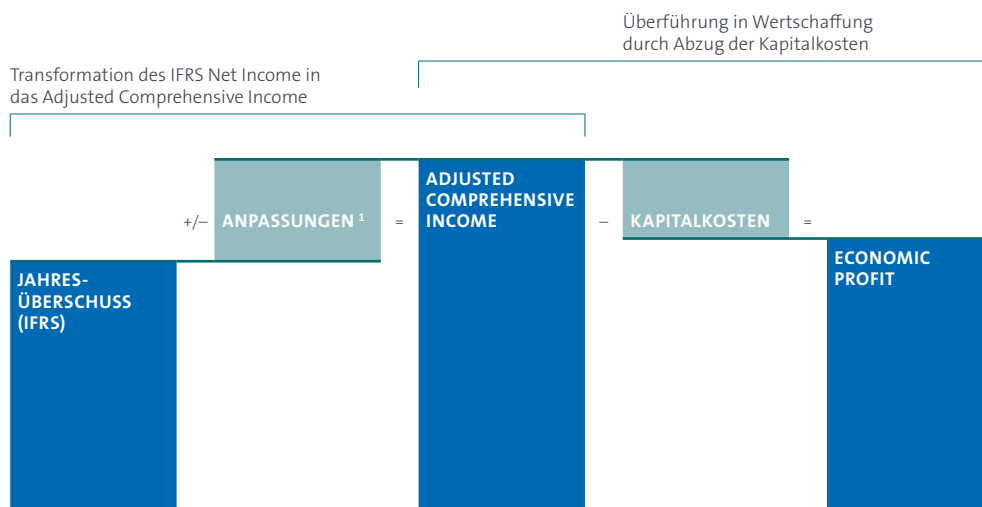 Überführung in Wertschaffung
durch Abzug der Kapitalkosten
Transformation des IFRS Net Income in
das Adjusted Comprehensive Income
JAHRES-
ÜBERSCHUSS
(IFRS)
+/–
ANPASSUNGEN ¹
=
ADJUSTED
COMPREHENSIVE
INCOME
–
KAPITALKOSTEN
=
ECONOMIC
PROFIT